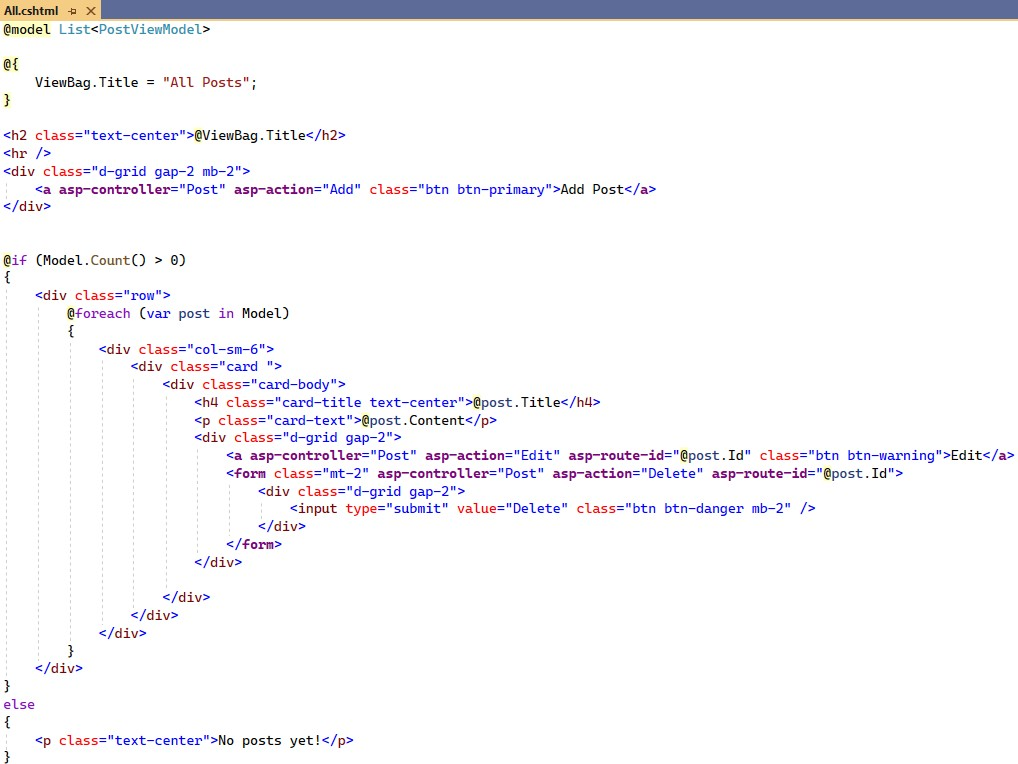 All.cshtml
@model List<PostViewModel>
@{
ViewBag.Title = "All Posts";
}
<h2 class="text-center">@ViewBag.Title</h2>
<hr />
<div class="d-grid gap-2 mb-2">
<a asp-controller="Post" asp-action="Add" class="btn btn-primary">Add Post</a>
</div>
@if (Model.Count() > 0)
{
<div class="row">
@foreach (var post in Model)
{
<div class="col-sm-6">
<div class="card ">
<div class="card-body">
<h4 class="card-title text-center">@post.Title</h4>
<p class="card-text">@post.Content</p>
<div class="d-grid gap-2">
<a asp-controller="Post" asp-action="Edit" asp-route-id="@post.Id" class="btn btn-warning">Edit</a>
<form class="mt-2" asp-controller="Post" asp-action="Delete" asp-route-id="@post.Id">
<div class="d-grid gap-2">
<input type="submit" value="Delete" class="btn btn-danger mb-2" />
</div>
</form>
</div>
</div>
</div>
</div>
}
</div>
}
else
{
<p class="text-center">No posts yet!</p>
}